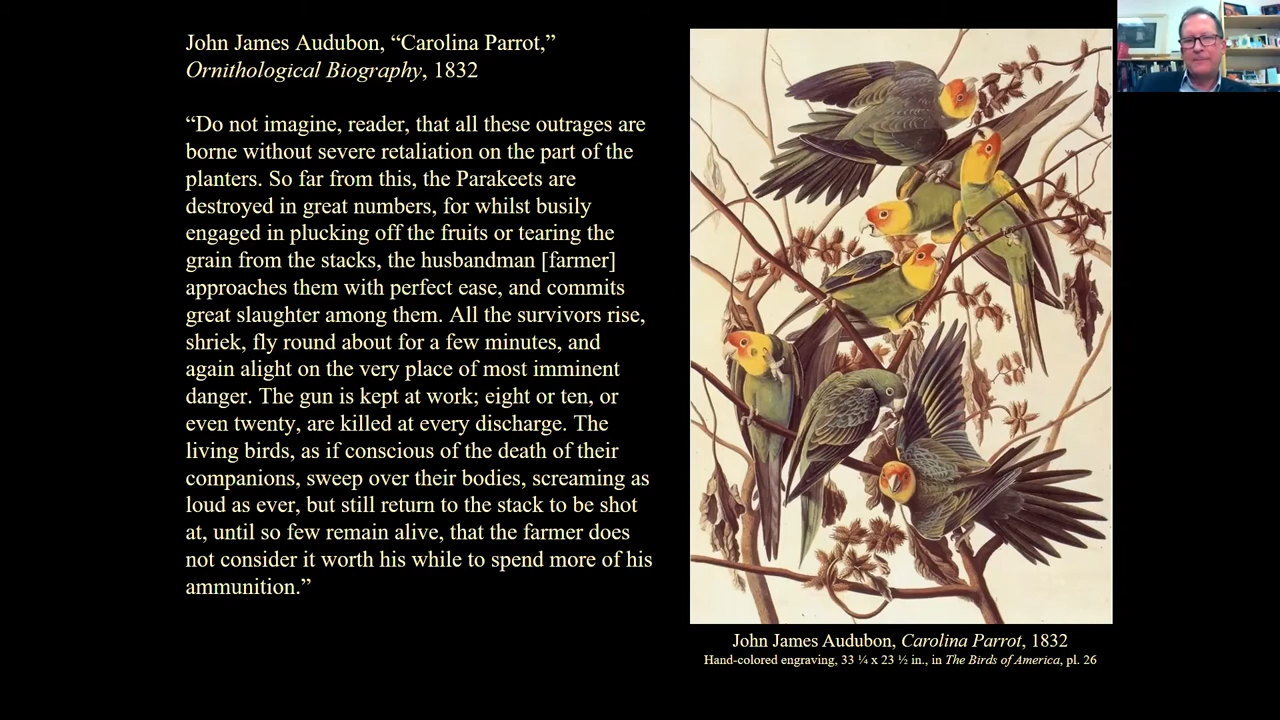 John James Audubon, “Carolina Parrot,”
Ornithological Biography, 1832
“Do not imagine, reader, that all these outrages are
borne without severe retaliation on the part of the
planters. So far from this, the Parakeets are
destroyed in great numbers, for whilst busily
engaged in plucking off the fruits or tearing the
grain from the stacks, the husbandman [farmer]
approaches them with perfect ease, and commits
great slaughter among them. All the survivors rise,
shriek, fly round about for a few minutes, and
again alight on the very place of most imminent
danger. The gun is kept at work; eight or ten, or
even twenty, are killed at every discharge. The
living birds, as if conscious of the death of their
companions, sweep over their bodies, screaming as
loud as ever, but still return to the stack to be shot
at, until so few remain alive, that the farmer does
not consider it worth his while to spend more of his
ammunition.”
John James Audubon, Carolina Parrot, 1832
Hand-colored engraving, 33 ¼ x 23 ½ in., in The Birds of America, pl. 26